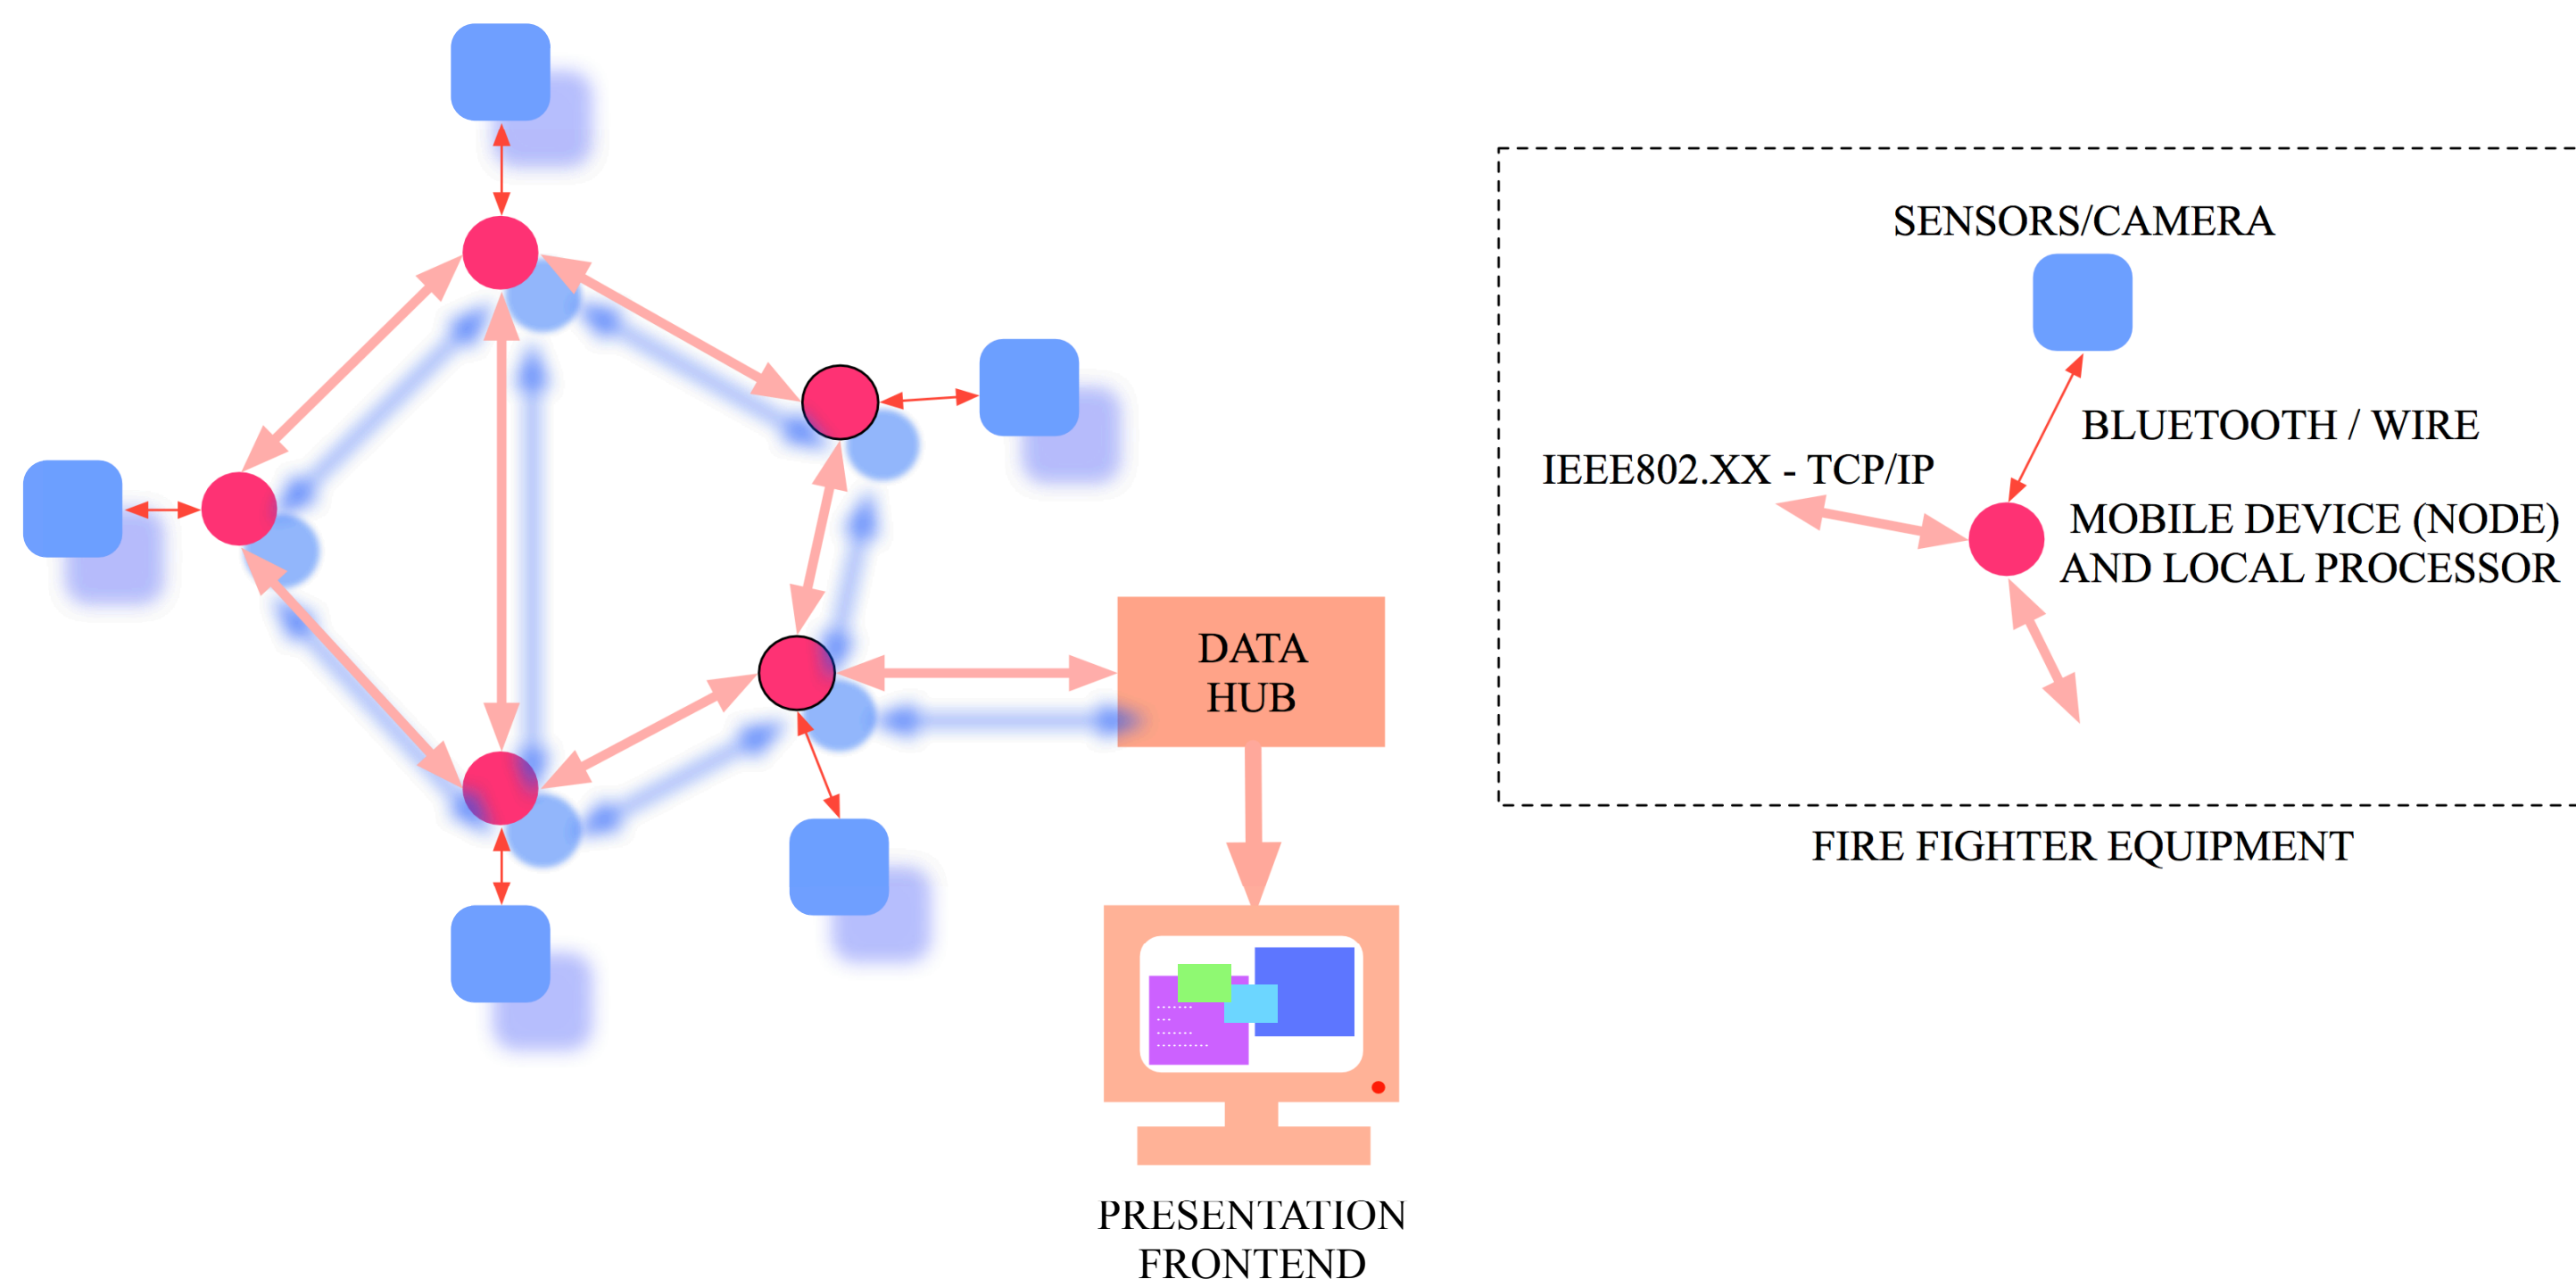 SENSORS/CAMERA
BLUETOOTH / WIRE
IEEE802.XX - TCP/IP
MOBILE DEVICE (NODE)
AND LOCAL PROCESSOR
DATA
HUB
FIRE FIGHTER EQUIPMENT
PRESENTATION
FRONTEND